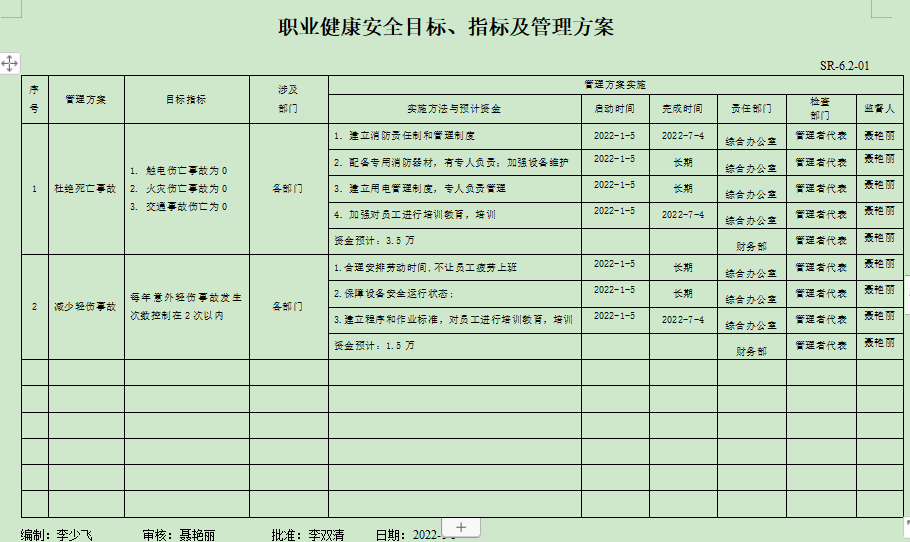 职业健康安全目标、指标及管理方案
SR-6.2-01
序号 管理方案 目标指标 涉及部门 管理方案实施
实施方法与预计资金 启动时间 完成时间 责任部门 检查部门 监督人
1 杜绝死亡事故 1. 触电伤亡事故为0 2. 火灾伤亡事故为0 3. 交通事故伤亡为0 各部门
1. 建立消防责任制和管理制度 2022-1-5 2022-7-4 综合办公室 管理者代表 聂艳丽
2. 配备专用消防器材，有专人负责；加强设备维护 2022-1-5 长期 综合办公室 管理者代表 聂艳丽
3. 建立用电管理制度，专人负责管理 2022-1-5 长期 综合办公室 管理者代表 聂艳丽
4. 加强对员工进行培训教育，培训 2022-1-5 2022-7-4 综合办公室 管理者代表 聂艳丽
资金预计：3.5 万 财务部 管理者代表 聂艳丽
2 减少轻伤事故 每年意外轻伤事故发生次数控制在2次以内 各部门
1.合理安排劳动时间,不让员工疲劳上班 2022-1-5 长期 综合办公室 管理者代表 聂艳丽
2.保障设备安全运行状态; 2022-1-5 长期 综合办公室 管理者代表 聂艳丽
3.建立程序和作业标准，对员工进行培训教育，培训 2022-1-5 2022-7-4 综合办公室 管理者代表 聂艳丽
资金预计：1.5 万 财务部 管理者代表 聂艳丽
编制：李少飞 审核：聂艳丽 批准：李双清 日期：